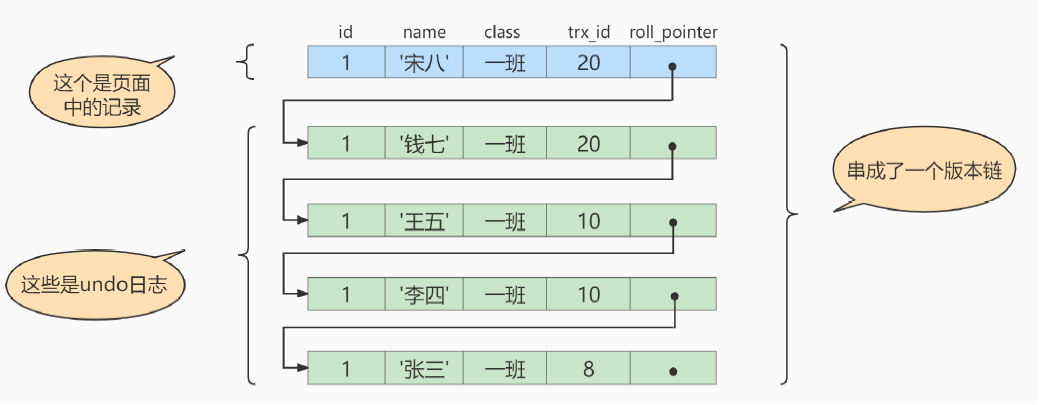 id name class trx_id roll_pointer
1 '宋八' 一班 20
这个是页面
中的记录
1 '钱七' 一班 20
串成了一个版本链
1 '王五' 一班 10
这些是undo日志
1 '李四' 一班 10
1 '张三' 一班 8